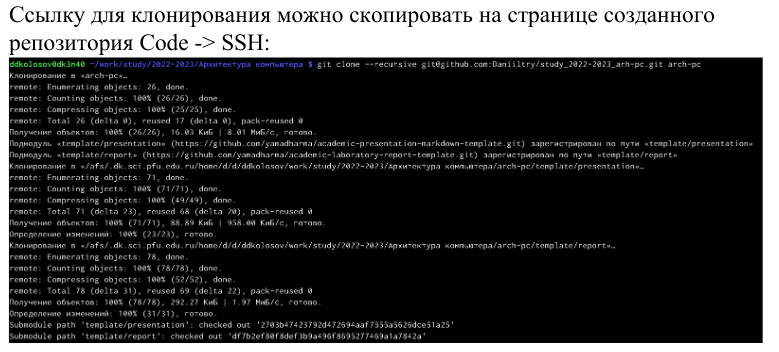 Ссылку для клонирования можно скопировать на странице созданного
репозитория Code -> SSH:
ddkolosov@dk3n40 ~/work/study/2022-2023/Архитектура компьютера $ git clone --recursive git@github.com:Daniiltry/study_2022-2023_arh-pc.git arch-pc
Клонирование в «arch-pc»…
remote: Enumerating objects: 26, done.
remote: Counting objects: 100% (26/26), done.
remote: Compressing objects: 100% (25/25), done.
remote: Total 26 (delta 0), reused 17 (delta 0), pack-reused 0
Получение объектов: 100% (26/26), 16.03 КиБ | 8.01 МиБ/с, готово.
Подмодуль «template/presentation» (https://github.com/yamadharma/academic-presentation-markdown-template.git) зарегистрирован по пути «template/presentation»
Подмодуль «template/report» (https://github.com/yamadharma/academic-laboratory-report-template.git) зарегистрирован по пути «template/report»
Клонирование в «/afs/.dk.sci.pfu.edu.ru/home/d/d/ddkolosov/work/study/2022-2023/Архитектура компьютера/arch-pc/template/presentation»…
remote: Enumerating objects: 71, done.
remote: Counting objects: 100% (71/71), done.
remote: Compressing objects: 100% (49/49), done.
remote: Total 71 (delta 23), reused 68 (delta 20), pack-reused 0
Получение объектов: 100% (71/71), 88.89 КиБ | 958.00 КиБ/с, готово.
Определение изменений: 100% (23/23), готово.
Клонирование в «/afs/.dk.sci.pfu.edu.ru/home/d/d/ddkolosov/work/study/2022-2023/Архитектура компьютера/arch-pc/template/report»…
remote: Enumerating objects: 78, done.
remote: Counting objects: 100% (78/78), done.
remote: Compressing objects: 100% (52/52), done.
remote: Total 78 (delta 31), reused 69 (delta 22), pack-reused 0
Получение объектов: 100% (78/78), 292.27 КиБ | 1.97 МиБ/с, готово.
Определение изменений: 100% (31/31), готово.
Submodule path 'template/presentation': checked out '2703b47423792d472694aaf7555a5626dce51a25'
Submodule path 'template/report': checked out 'df7b2ef80f8def3b9a496f8695277469a1a7842a'